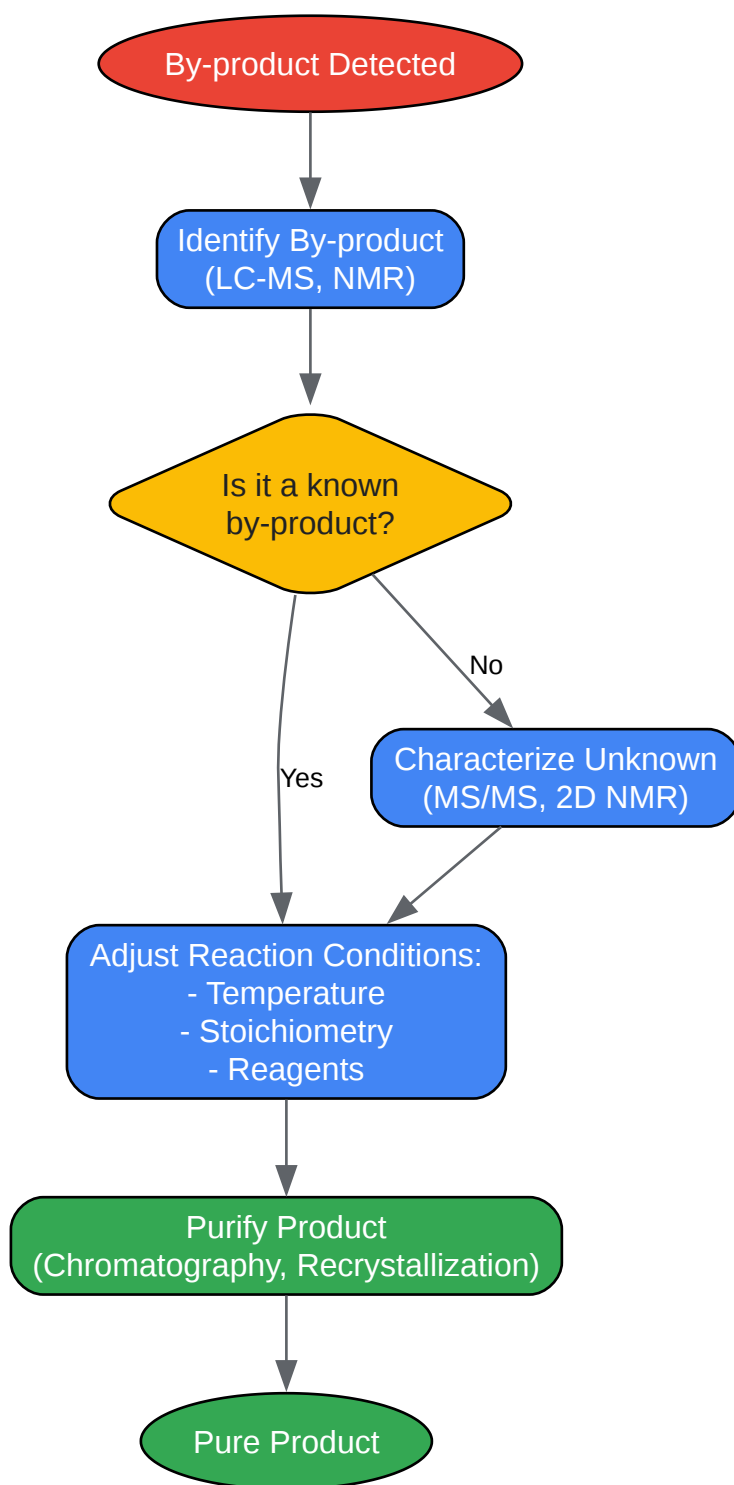 By-product Detected
Identify By-product
(LC-MS, NMR)
Is it a known
by-product?
No
Yes
Characterize Unknown
(MS/MS, 2D NMR)
Adjust Reaction Conditions:
- Temperature
- Stoichiometry
- Reagents
Purify Product
(Chromatography, Recrystallization)
Pure Product